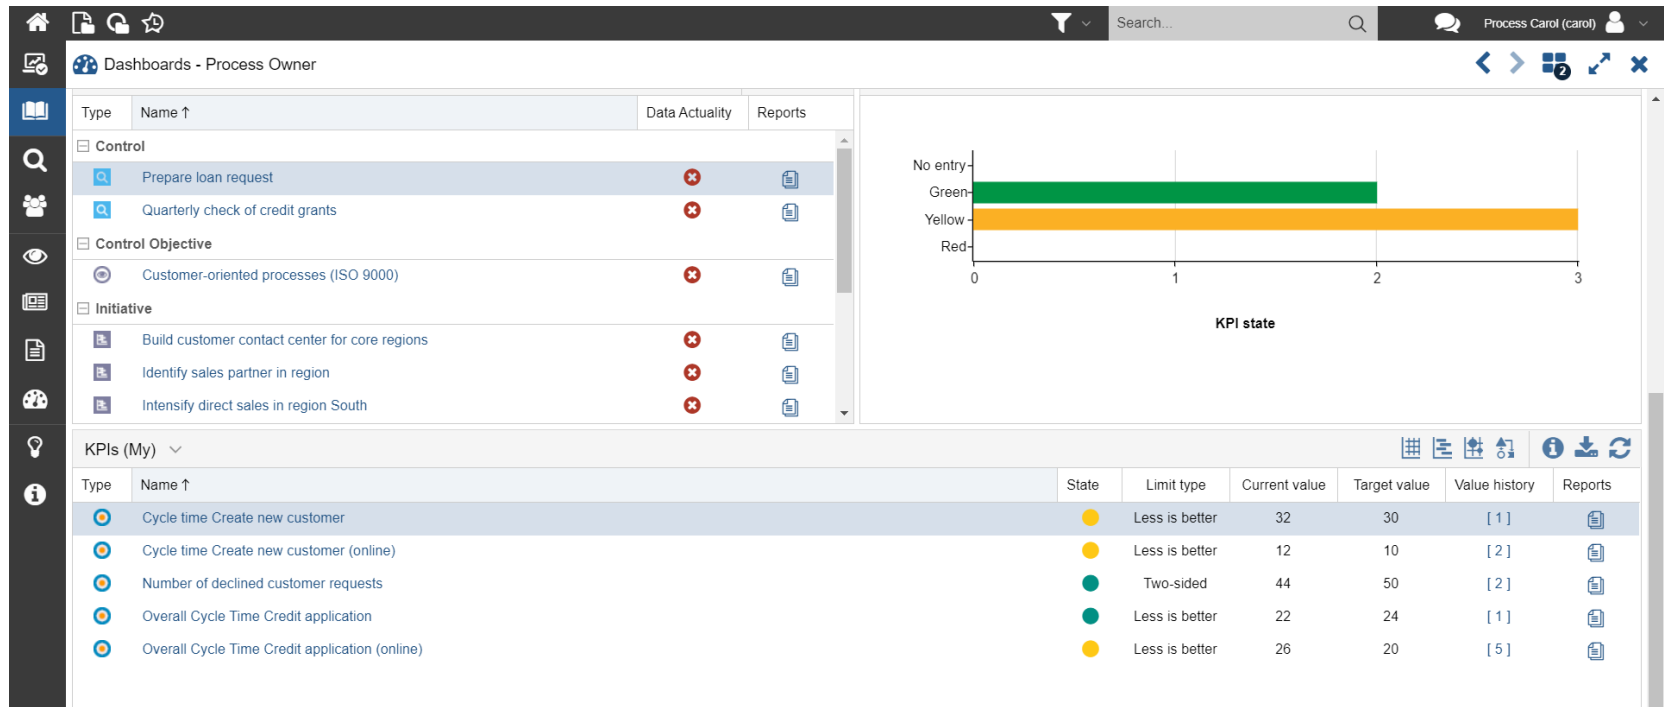 Search...
Process Carol (carol)
Dashboards - Process Owner
2
Type Name ↑ Data Actuality Reports
Control
Prepare loan request
Quarterly check of credit grants
Control Objective
Customer-oriented processes (ISO 9000)
Initiative
Build customer contact center for core regions
Identify sales partner in region
Intensify direct sales in region South
No entry
Green
Yellow
Red
0 1 2 3
KPI state
KPIs (My)
Type Name ↑ State Limit type Current value Target value Value history Reports
Cycle time Create new customer Less is better 32 30 [ 1 ]
Cycle time Create new customer (online) Less is better 12 10 [ 2 ]
Number of declined customer requests Two-sided 44 50 [ 2 ]
Overall Cycle Time Credit application Less is better 22 24 [ 1 ]
Overall Cycle Time Credit application (online) Less is better 26 20 [ 5 ]